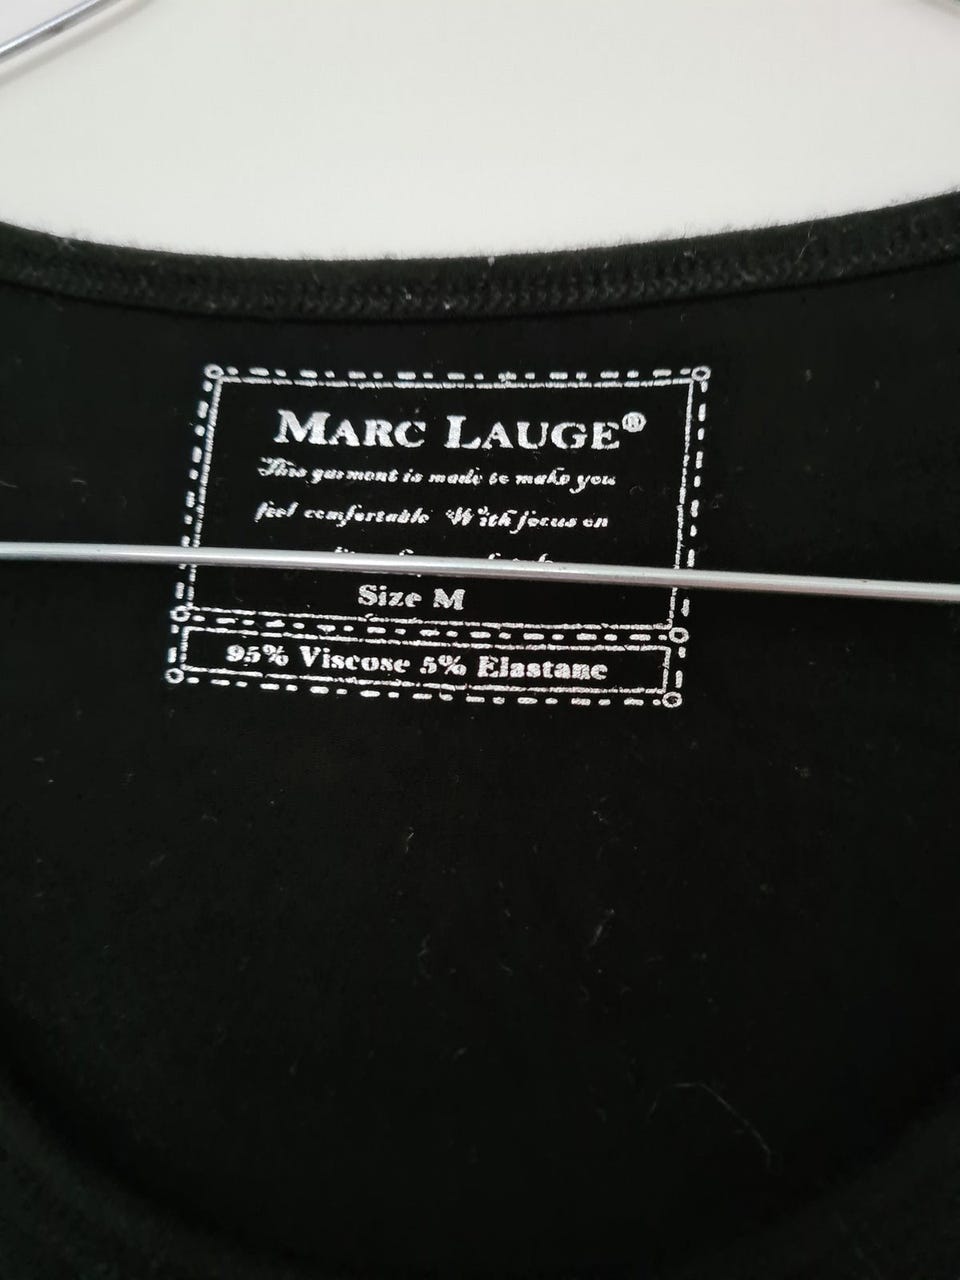 MARC LAUGE®
This garment is made to make you
feel comfortable With focus on
Size M
95% Viscose 5% Elastane